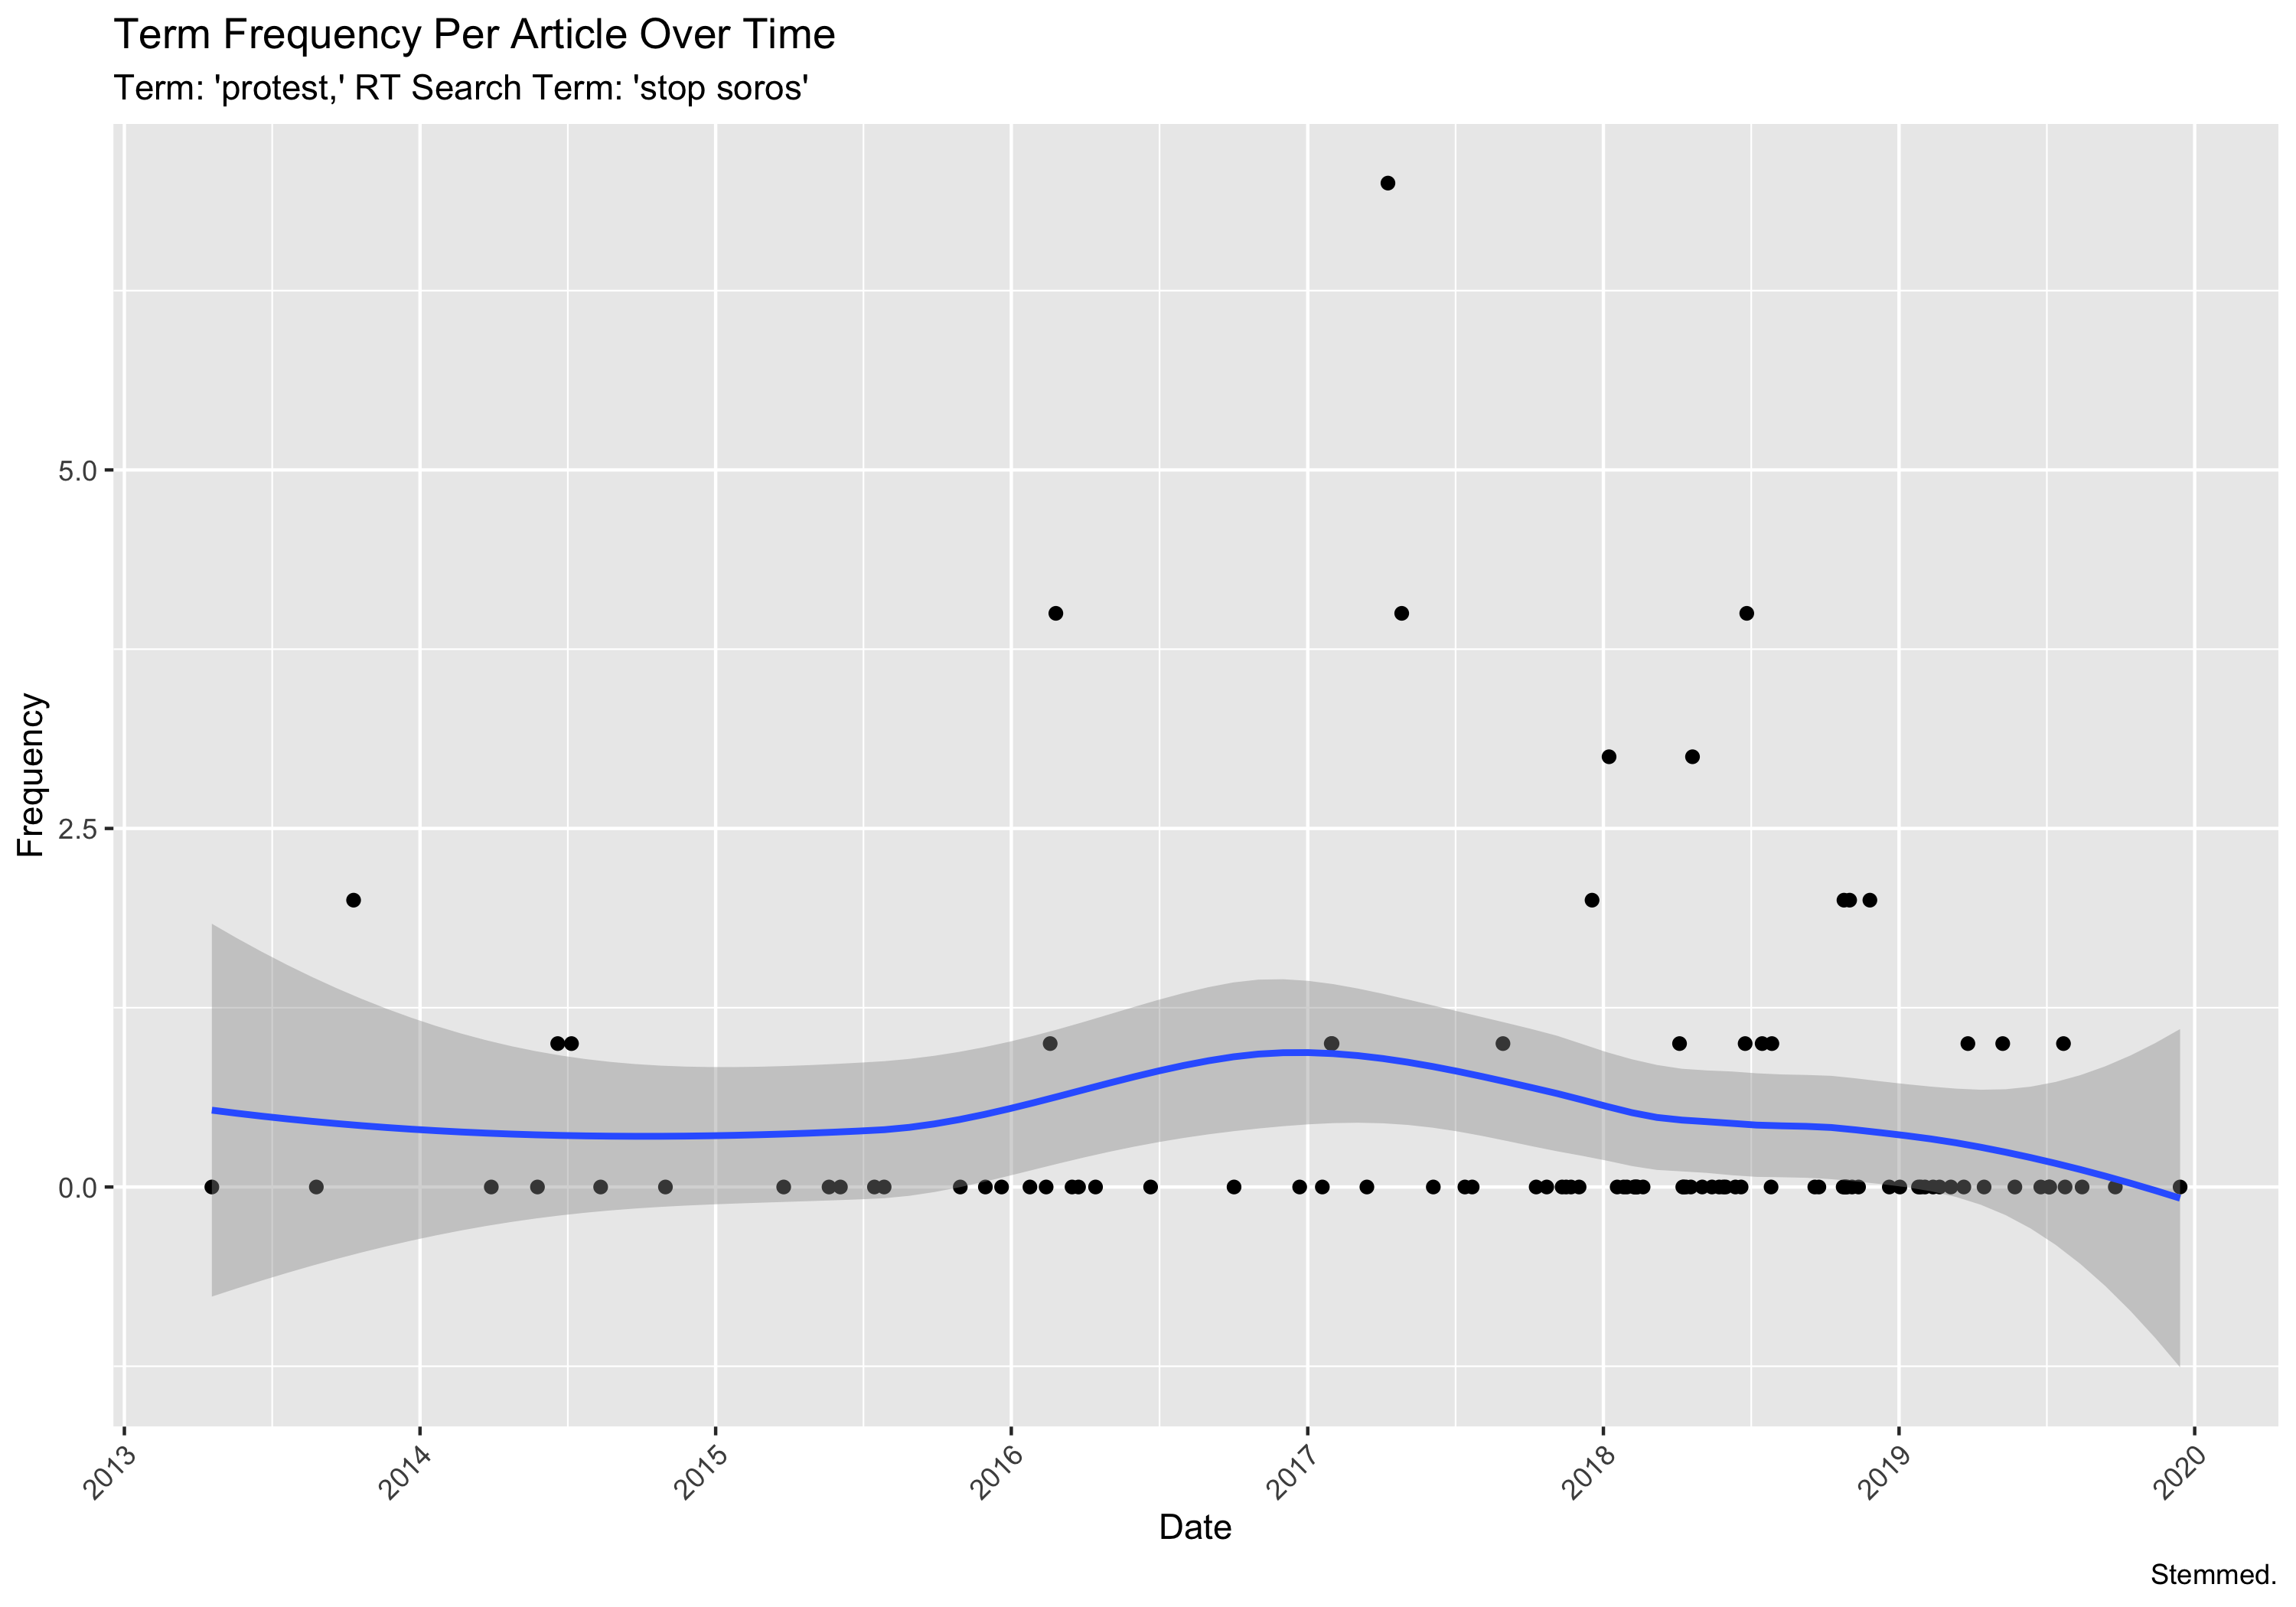 Term Frequency Per Article Over Time
Term: 'protest,' RT Search Term: 'stop soros'
Frequency
5.0
2.5
0.0
2013
2014
2015
2016
2017
2018
2019
2020
Date
Stemmed.